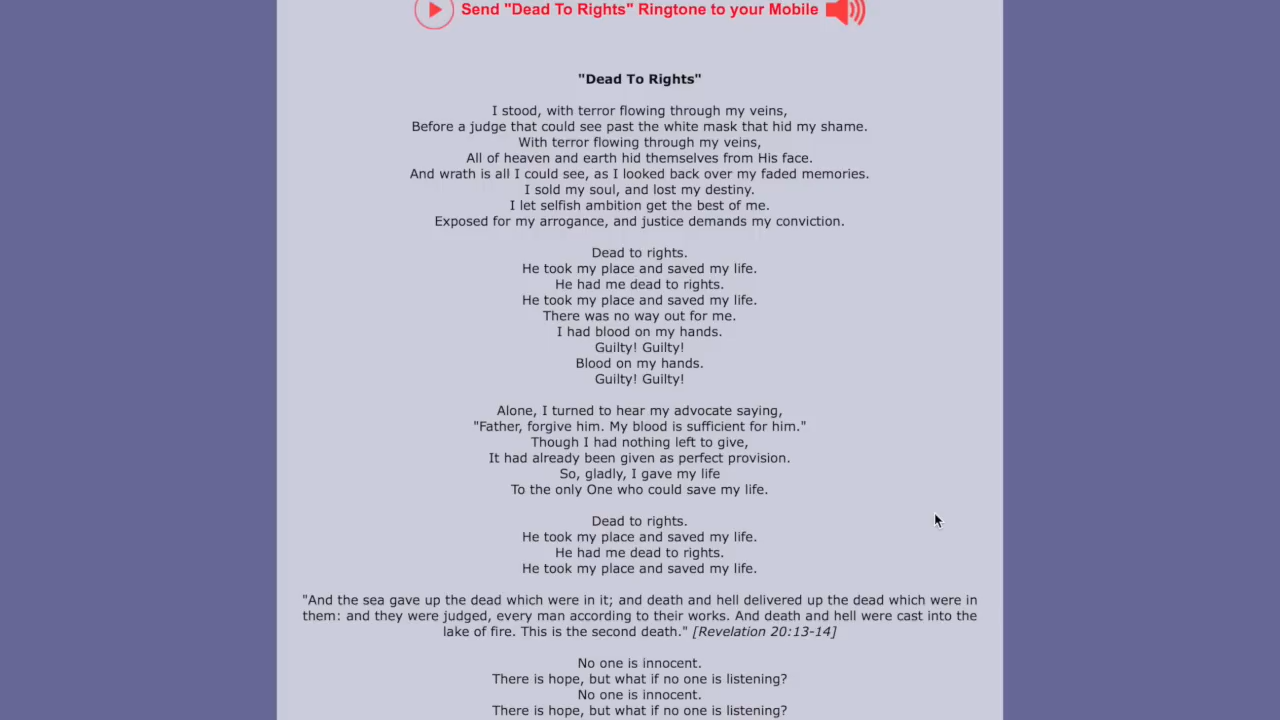 Send "Dead To Rights" Ringtone to your Mobile
"Dead To Rights"
I stood, with terror flowing through my veins,
Before a judge that could see past the white mask that hid my shame.
With terror flowing through my veins,
All of heaven and earth hid themselves from His face.
And wrath is all I could see, as I looked back over my faded memories.
I sold my soul, and lost my destiny.
I let selfish ambition get the best of me.
Exposed for my arrogance, and justice demands my conviction.
Dead to rights.
He took my place and saved my life.
He had me dead to rights.
He took my place and saved my life.
There was no way out for me.
I had blood on my hands.
Guilty! Guilty!
Blood on my hands.
Guilty! Guilty!
Alone, I turned to hear my advocate saying,
"Father, forgive him. My blood is sufficient for him."
Though I had nothing left to give,
It had already been given as perfect provision.
So, gladly, I gave my life
To the only One who could save my life.
Dead to rights.
He took my place and saved my life.
He had me dead to rights.
He took my place and saved my life.
"And the sea gave up the dead which were in it; and death and hell delivered up the dead which were in
them: and they were judged, every man according to their works. And death and hell were cast into the
lake of fire. This is the second death." [Revelation 20:13-14]
No one is innocent.
There is hope, but what if no one is listening?
No one is innocent.
There is hope, but what if no one is listening?